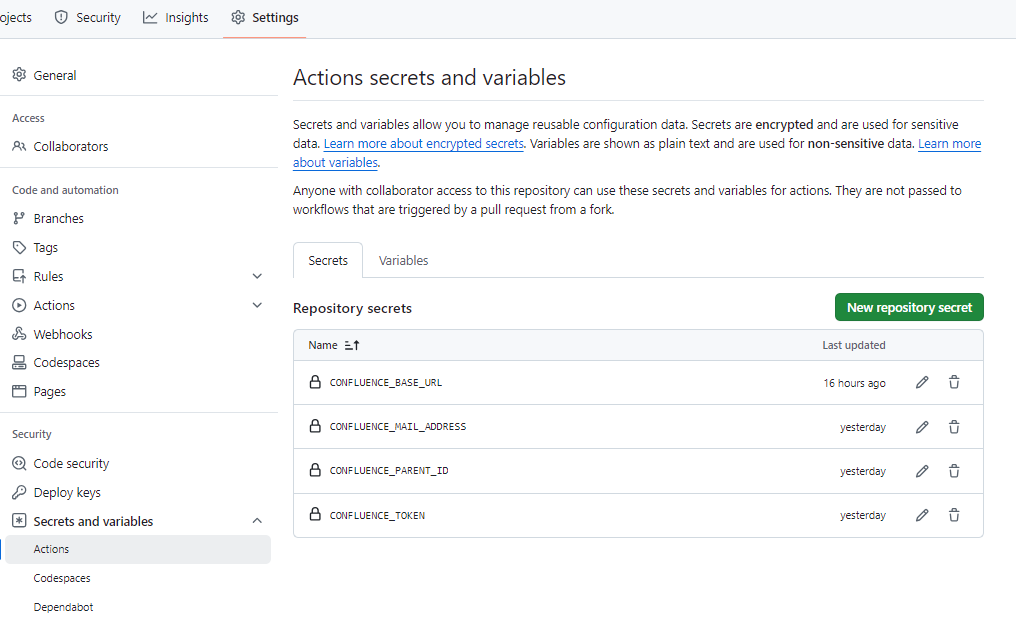 ojects Security Insights Settings
General
Access
Collaborators
Code and automation
Branches
Tags
Rules
Actions
Webhooks
Codespaces
Pages
Security
Code security
Deploy keys
Secrets and variables
Actions
Codespaces
Dependabot
Actions secrets and variables
Secrets and variables allow you to manage reusable configuration data. Secrets are encrypted and are used for sensitive
data. Learn more about encrypted secrets. Variables are shown as plain text and are used for non-sensitive data. Learn more
about variables.
Anyone with collaborator access to this repository can use these secrets and variables for actions. They are not passed to
workflows that are triggered by a pull request from a fork.
Secrets Variables
Repository secrets New repository secret
Name Last updated
CONFLUENCE_BASE_URL 16 hours ago
CONFLUENCE_MAIL_ADDRESS yesterday
CONFLUENCE_PARENT_ID yesterday
CONFLUENCE_TOKEN yesterday